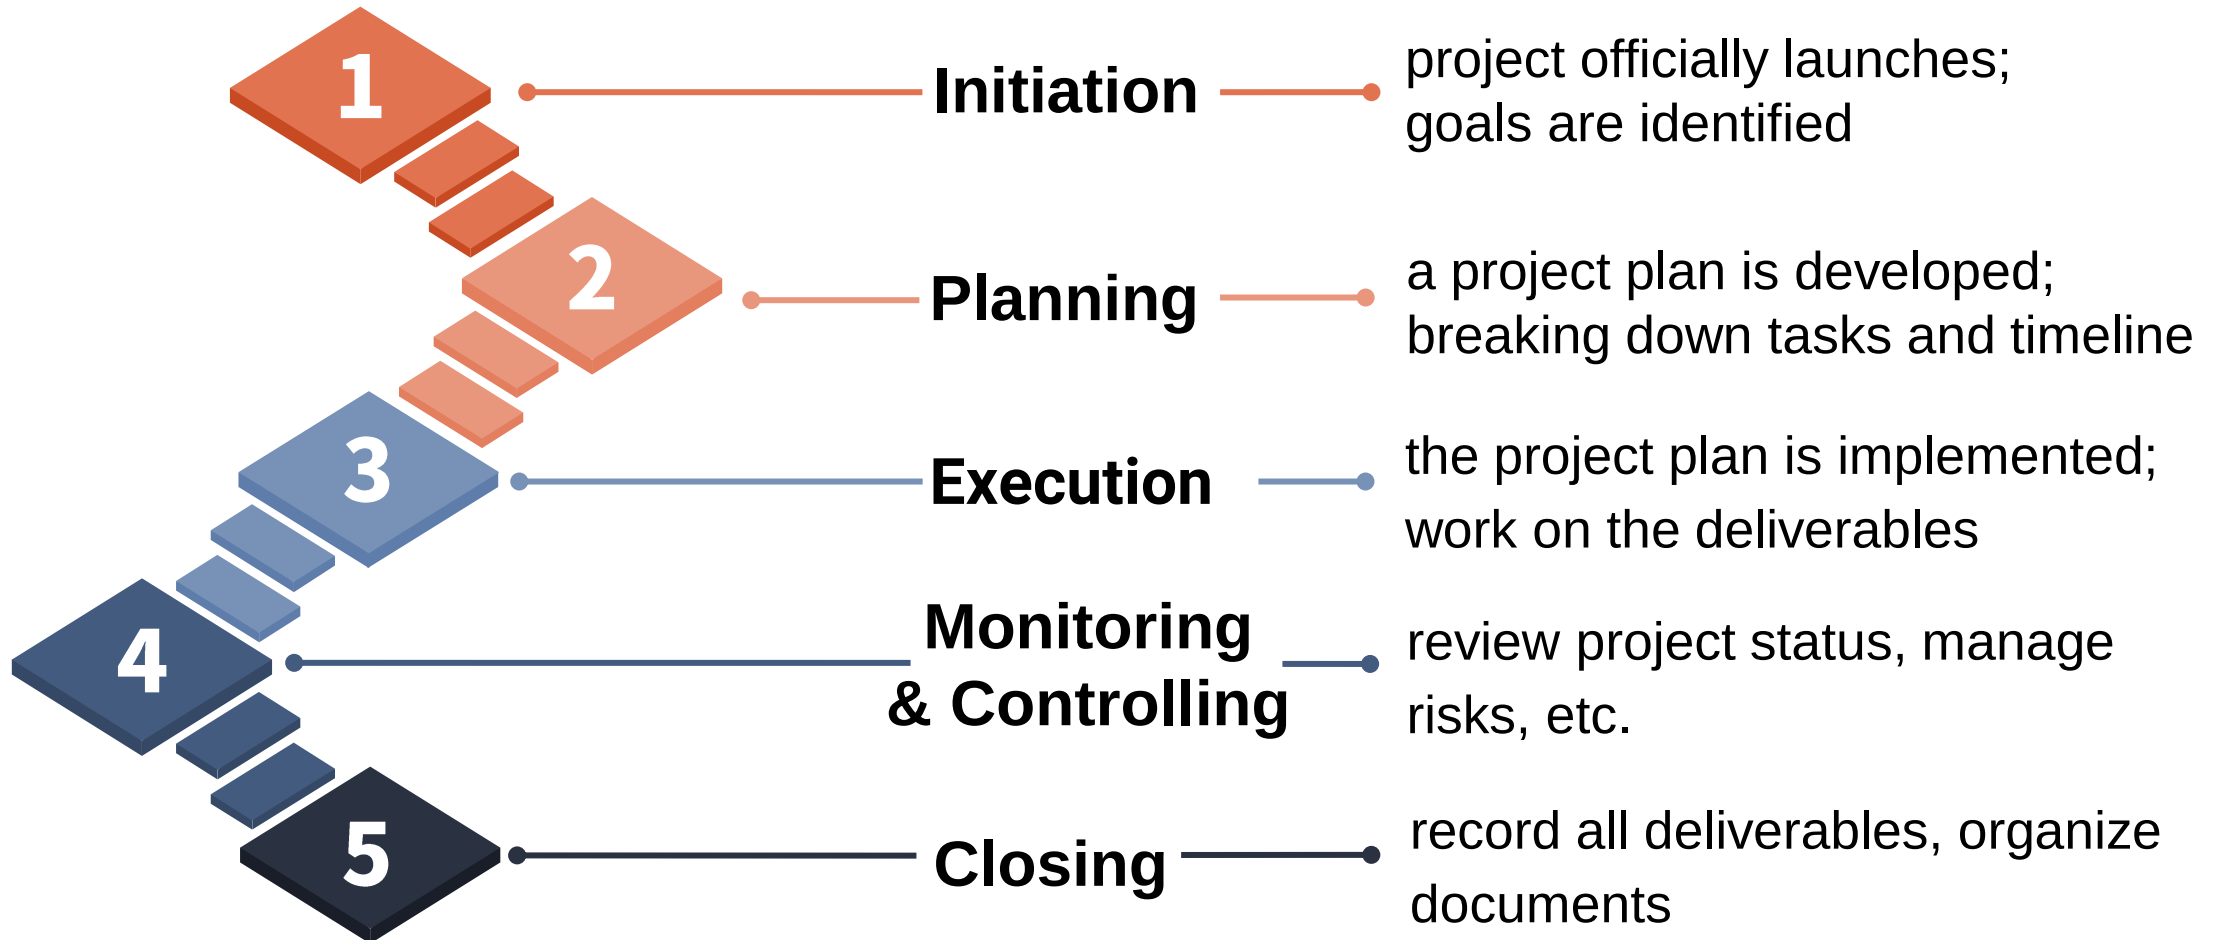 1
Initiation
project officially launches;
goals are identified
2
Planning
a project plan is developed;
breaking down tasks and timeline
3
Execution
the project plan is implemented;
work on the deliverables
4
Monitoring
& Controlling
review project status, manage
risks, etc.
5
Closing
record all deliverables, organize
documents